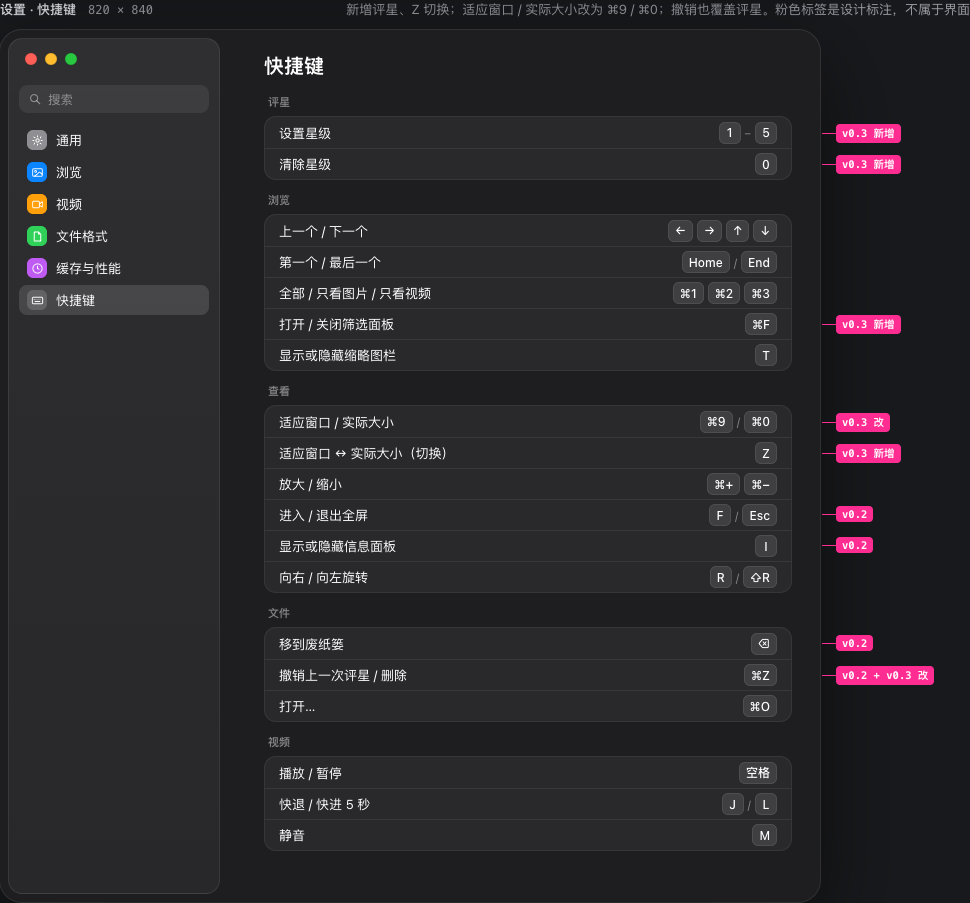 设置 · 快捷键 820 × 840 新增评星、Z 切换；适应窗口 / 实际大小改为 ⌘9 / ⌘0；撤销也覆盖评星。粉色标签是设计标注，不属于界面
搜索
通用
浏览
视频
文件格式
缓存与性能
快捷键
快捷键
评星
设置星级 1 – 5 v0.3 新增
清除星级 0 v0.3 新增
浏览
上一个 / 下一个 ← → ↑ ↓
第一个 / 最后一个 Home / End
全部 / 只看图片 / 只看视频 ⌘1 ⌘2 ⌘3
打开 / 关闭筛选面板 ⌘F v0.3 新增
显示或隐藏缩略图栏 T
查看
适应窗口 / 实际大小 ⌘9 / ⌘0 v0.3 改
适应窗口 ↔ 实际大小（切换） Z v0.3 新增
放大 / 缩小 ⌘+ ⌘−
进入 / 退出全屏 F / Esc v0.2
显示或隐藏信息面板 I v0.2
向右 / 向左旋转 R / ⇧R
文件
移到废纸篓 ⌫ v0.2
撤销上一次评星 / 删除 ⌘Z v0.2 + v0.3 改
打开… ⌘O
视频
播放 / 暂停 空格
快退 / 快进 5 秒 J / L
静音 M